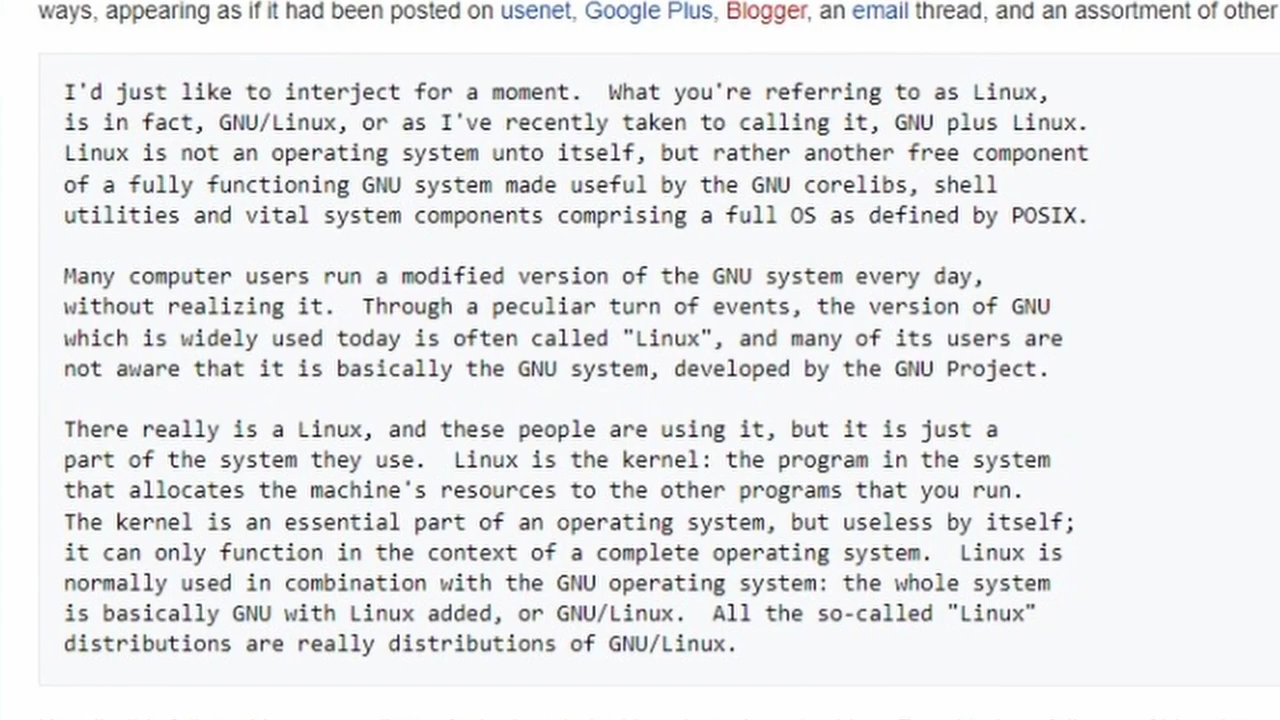 ways, appearing as if it had been posted on usenet, Google Plus, Blogger, an email thread, and an assortment of other
I'd just like to interject for a moment.  What you're referring to as Linux,
is in fact, GNU/Linux, or as I've recently taken to calling it, GNU plus Linux.
Linux is not an operating system unto itself, but rather another free component
of a fully functioning GNU system made useful by the GNU corelibs, shell
utilities and vital system components comprising a full OS as defined by POSIX.
Many computer users run a modified version of the GNU system every day,
without realizing it.  Through a peculiar turn of events, the version of GNU
which is widely used today is often called "Linux", and many of its users are
not aware that it is basically the GNU system, developed by the GNU Project.
There really is a Linux, and these people are using it, but it is just a
part of the system they use.  Linux is the kernel: the program in the system
that allocates the machine's resources to the other programs that you run.
The kernel is an essential part of an operating system, but useless by itself;
it can only function in the context of a complete operating system.  Linux is
normally used in combination with the GNU operating system: the whole system
is basically GNU with Linux added, or GNU/Linux.  All the so-called "Linux"
distributions are really distributions of GNU/Linux.